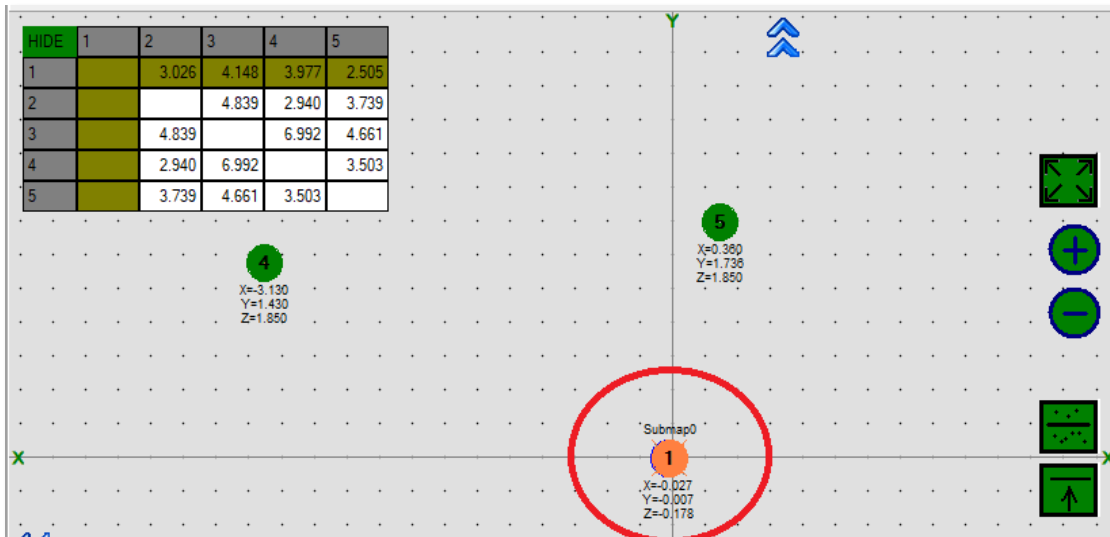 HIDE 1 2 3 4 5
1 3.026 4.148 3.977 2.505
2 4.839 2.940 3.739
3 4.839 6.992 4.661
4 2.940 6.992 3.503
5 3.739 4.661 3.503
Y
5
X=0.360
Y=1.736
Z=1.850
4
X=-3.130
Y=1.430
Z=1.850
Submap0
X
1
X
X=-0.027
Y=-0.007
Z=-0.178